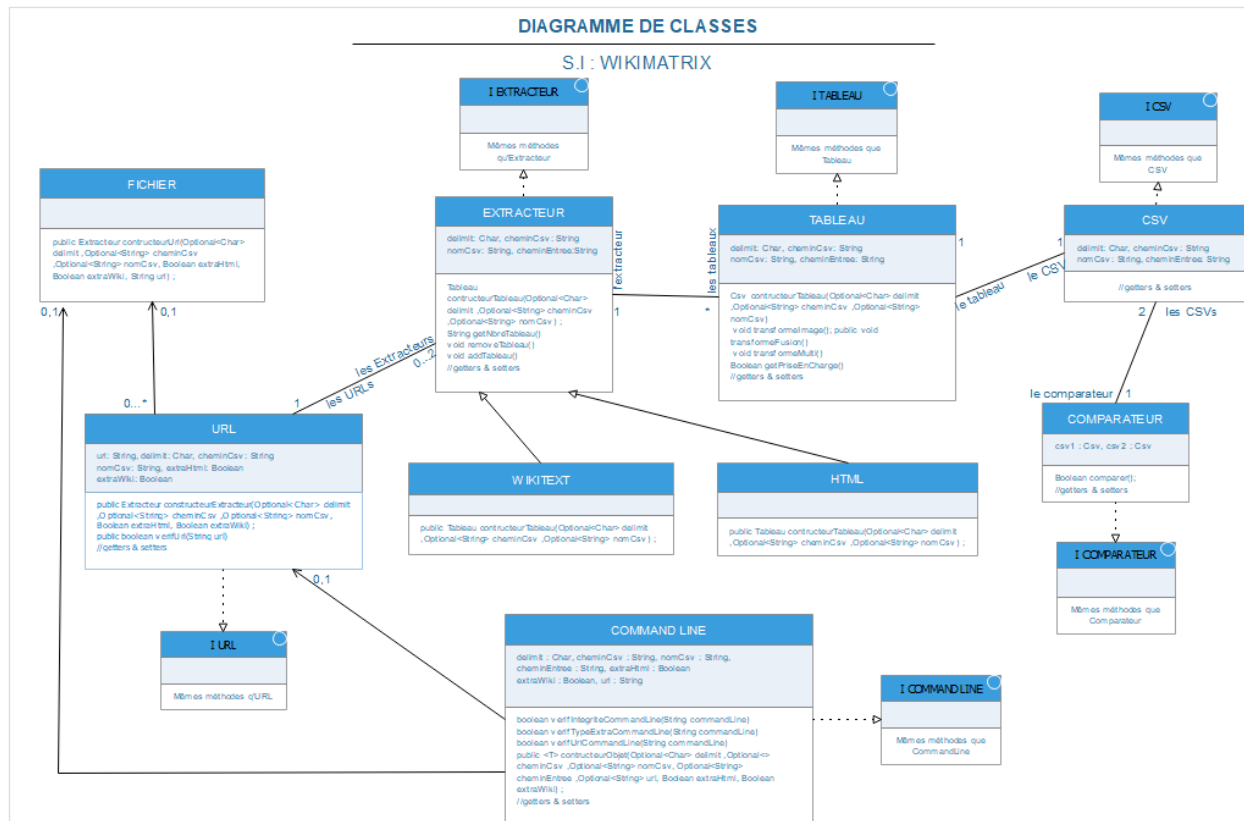 DIAGRAMME DE CLASSES
S.I : WIKIMATRIX
I EXTRACTEUR
Mêmes méthodes
qu'Extracteur
I TABLEAU
Mêmes méthodes que
Tableau
I CSV
Mêmes méthodes que
CSV
FICHIER
public Extracteur contructeurUrl(Optional<Char>
delimit ,Optional<String> cheminCsv
,Optional<String> nomCsv, Boolean extraHtml,
Boolean extraWiki, String url) ;
0,1
0,1
EXTRACTEUR
delimit: Char, cheminCsv : String
nomCsv: String, cheminEntree:String
Tableau
contructeurTableau(Optional<Char>
delimit ,Optional<String> cheminCsv
,Optional<String> nomCsv ) ;
String getNbreTableau()
void removeTableau()
void addTableau()
//getters & setters
l'extracteur
1
les tableaux
*
TABLEAU
delimit: Char, cheminCsv: String
nomCsv: String, cheminEntree: String
Csv contructeurTableau(Optional<Char> delimit
,Optional<String> cheminCsv ,Optional<String>
nomCsv)
void transformeImage(); public void
transformeFusion()
void transformeMulti()
Boolean getPriseEnCharge()
//getters & setters
1
le tableau
1
le CSV
CSV
delimit: Char, cheminCsv : String
nomCsv: String, cheminEntree: String
//getters & setters
2
les CSVs
le comparateur
1
COMPARATEUR
csv1 : Csv, csv2 : Csv
Boolean comparer();
//getters & setters
I COMPARATEUR
Mêmes méthodes que
Comparateur
les Extracteurs
0...2
1
les URLs
0...*
URL
url: String, delimit: Char, cheminCsv : String
nomCsv: String, extraHtml: Boolean
extraWiki: Boolean
public Extracteur constructeurExtracteur(Optional<Char> delimit
,Optional<String> cheminCsv ,Optional<String> nomCsv,
Boolean extraHtml, Boolean extraWiki) ;
public boolean verifUrl(String url)
//getters & setters
WIKITEXT
public Tableau contructeurTableau(Optional<Char> delimit
,Optional<String> cheminCsv ,Optional<String> nomCsv ) ;
HTML
public Tableau contructeurTableau(Optional<Char> delimit
,Optional<String> cheminCsv ,Optional<String> nomCsv ) ;
0,1
I URL
Mêmes méthodes q'URL
COMMAND LINE
delimit : Char, cheminCsv : String, nomCsv : String,
cheminEntree : String, extraHtml : Boolean
extraWiki : Boolean, url : String
boolean verifIntegriteCommandLine(String commandLine)
boolean verifTypeExtraCommandLine(String commandLine)
boolean verifUrlCommandLine(String commandLine)
public <T> contructeurObjet(Optional<Char> delimit ,Optional<>
cheminCsv ,Optional<String> nomCsv, Optional<String>
cheminEntree ,Optional<String> url, Boolean extraHtml, Boolean
extraWiki) ;
//getters & setters
I COMMANDLINE
Mêmes méthodes que
CommandLine